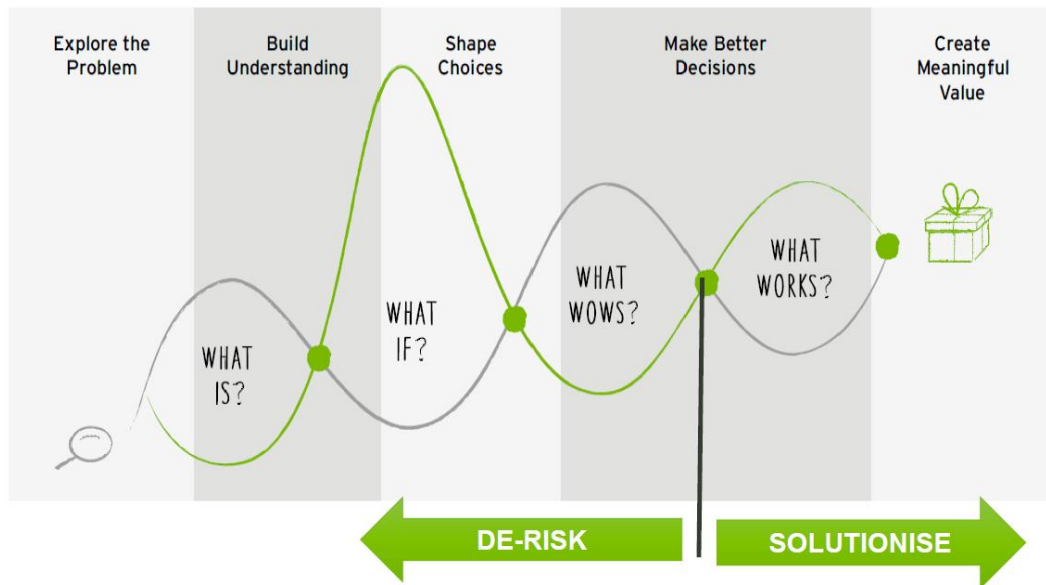 Explore the
Problem
Build
Understanding
Shape
Choices
Make Better
Decisions
Create
Meaningful
Value
WHAT
IS?
WHAT
IF?
WHAT
WOWS?
WHAT
WORKS?
DE-RISK
SOLUTIONISE